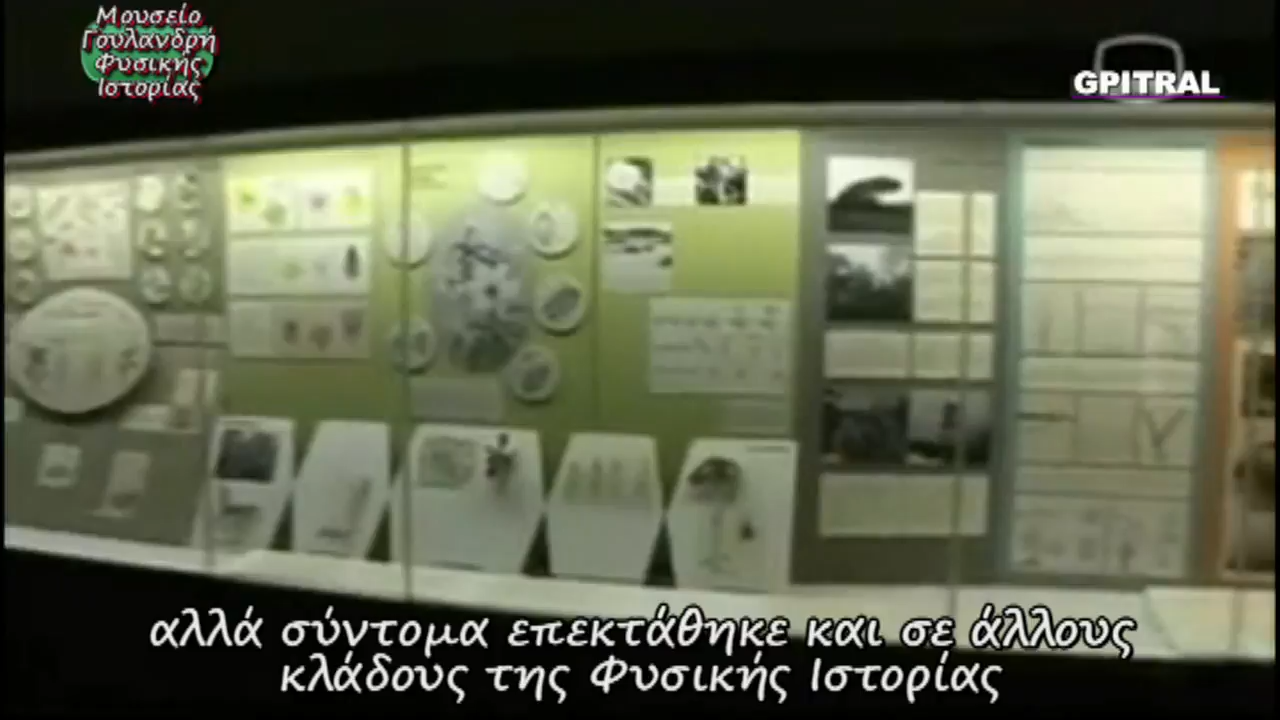 Μουσείο
Γουλανδρή
Φυσικής
Ιστορίας
GPITRAL
αλλά σύντομα επεκτάθηκε και σε άλλους
κλάδους της Φυσικής Ιστορίας